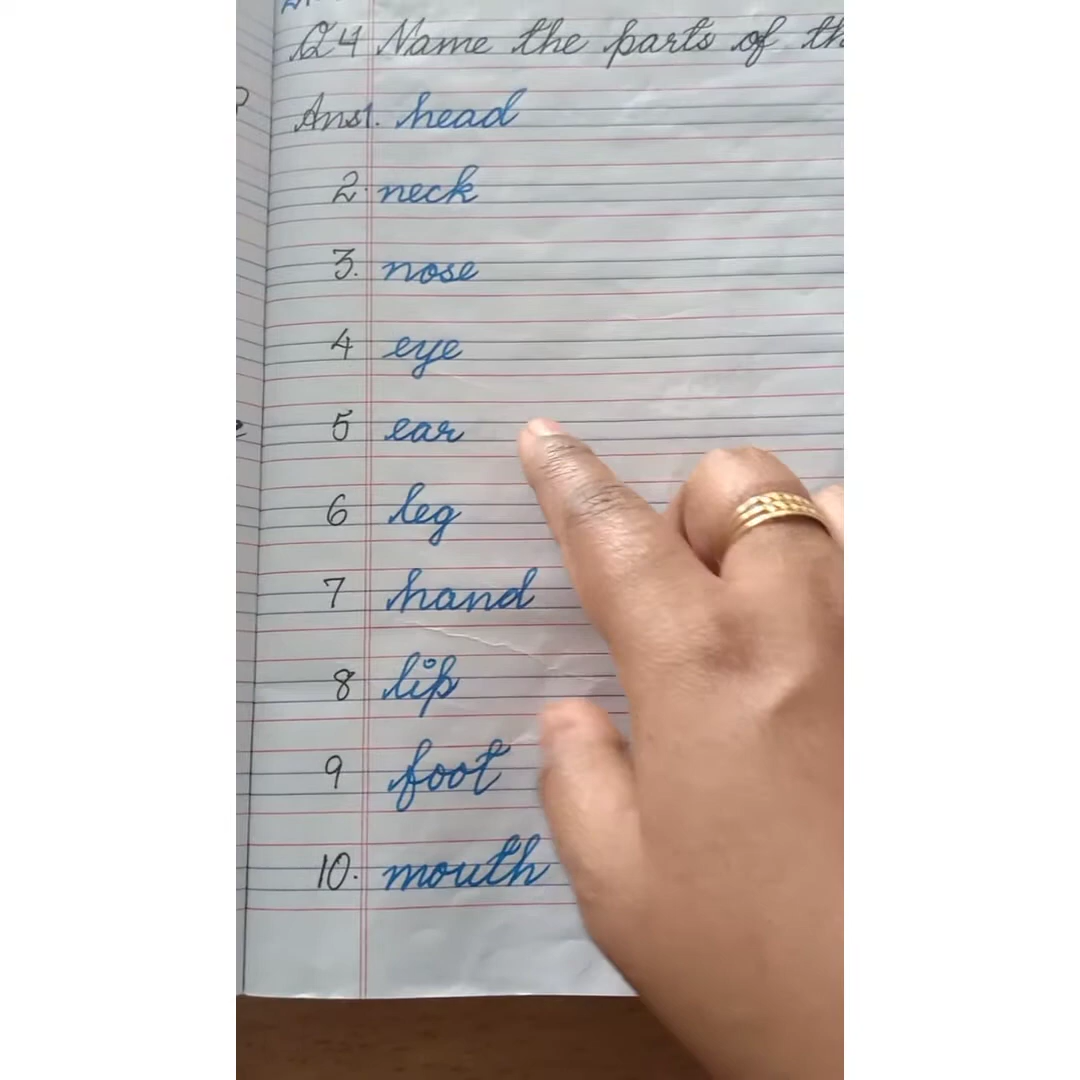 Q4 Name the parts of th
Ans1. head
2. neck
3. nose
4 eye
5 ear
6 leg
7 hand
8 lip
9 foot
10. mouth